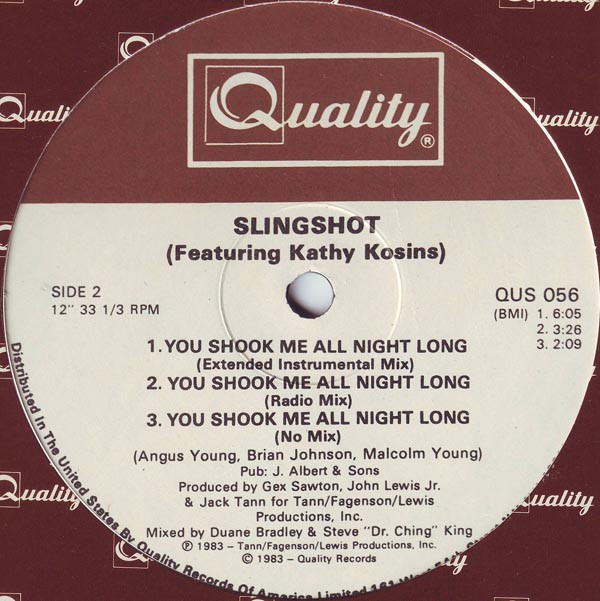 Quality®
SLINGSHOT
(Featuring Kathy Kosins)
SIDE 2
12" 33 1/3 RPM
QUS 056
(BMI) 1. 6:05
2. 3:26
3. 2:09
1. YOU SHOOK ME ALL NIGHT LONG
(Extended Instrumental Mix)
2. YOU SHOOK ME ALL NIGHT LONG
(Radio Mix)
3. YOU SHOOK ME ALL NIGHT LONG
(No Mix)
(Angus Young, Brian Johnson, Malcolm Young)
Pub: J. Albert & Sons
Produced by Gex Sawton, John Lewis Jr.
& Jack Tann for Tann/Fagenson/Lewis
Productions, Inc.
Mixed by Duane Bradley & Steve "Dr. Ching" King
℗ 1983 – Tann/Fagenson/Lewis Productions, Inc.
© 1983 – Quality Records
Distributed In The United States By Quality Records Of America Limited 161
Quality
Quality
Quality
Quality